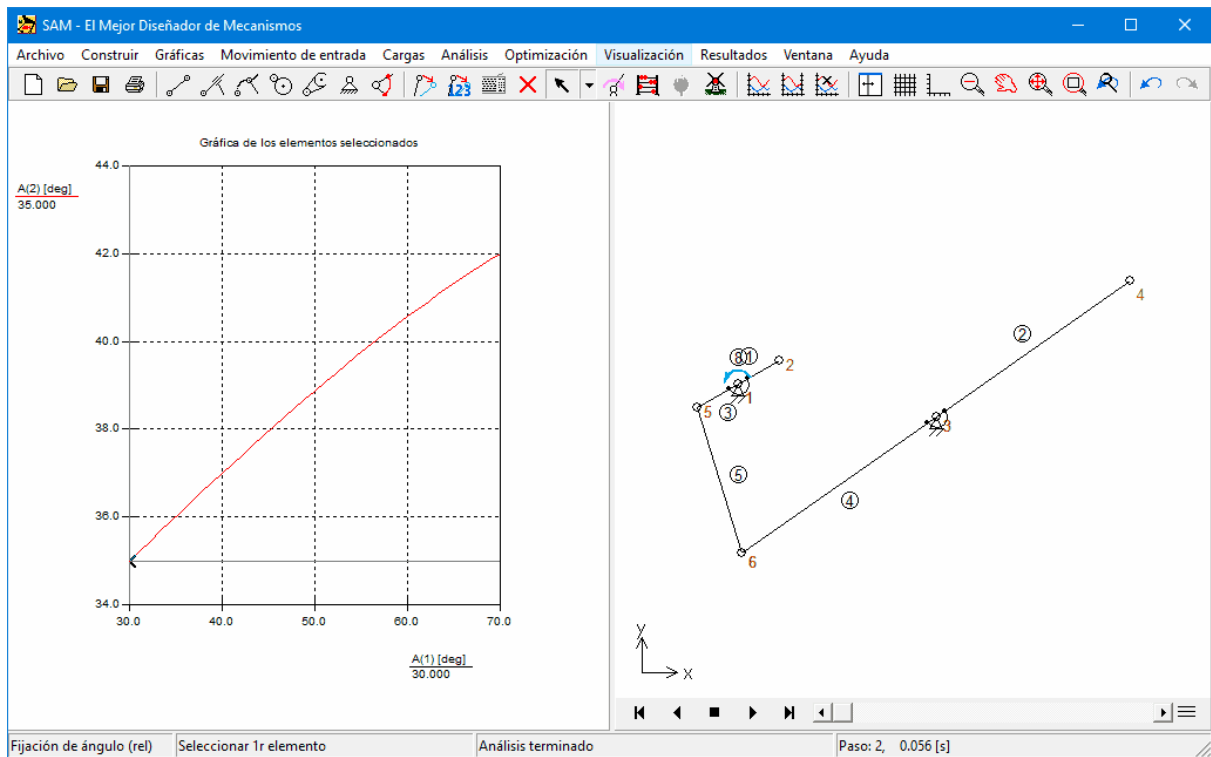 SAM - El Mejor Diseñador de Mecanismos
Archivo Construir Gráficas Movimiento de entrada Cargas Análisis Optimización Visualización Resultados Ventana Ayuda
123
Gráfica de los elementos seleccionados
A(2) [deg]
35.000
44.0
42.0
40.0
38.0
36.0
34.0
30.0 40.0 50.0 60.0 70.0
A(1) [deg]
30.000
4
2
8 1
2
1
5 3
3
5
4
6
y
x
Fijación de ángulo (rel) Seleccionar 1r elemento Análisis terminado Paso: 2, 0.056 [s]